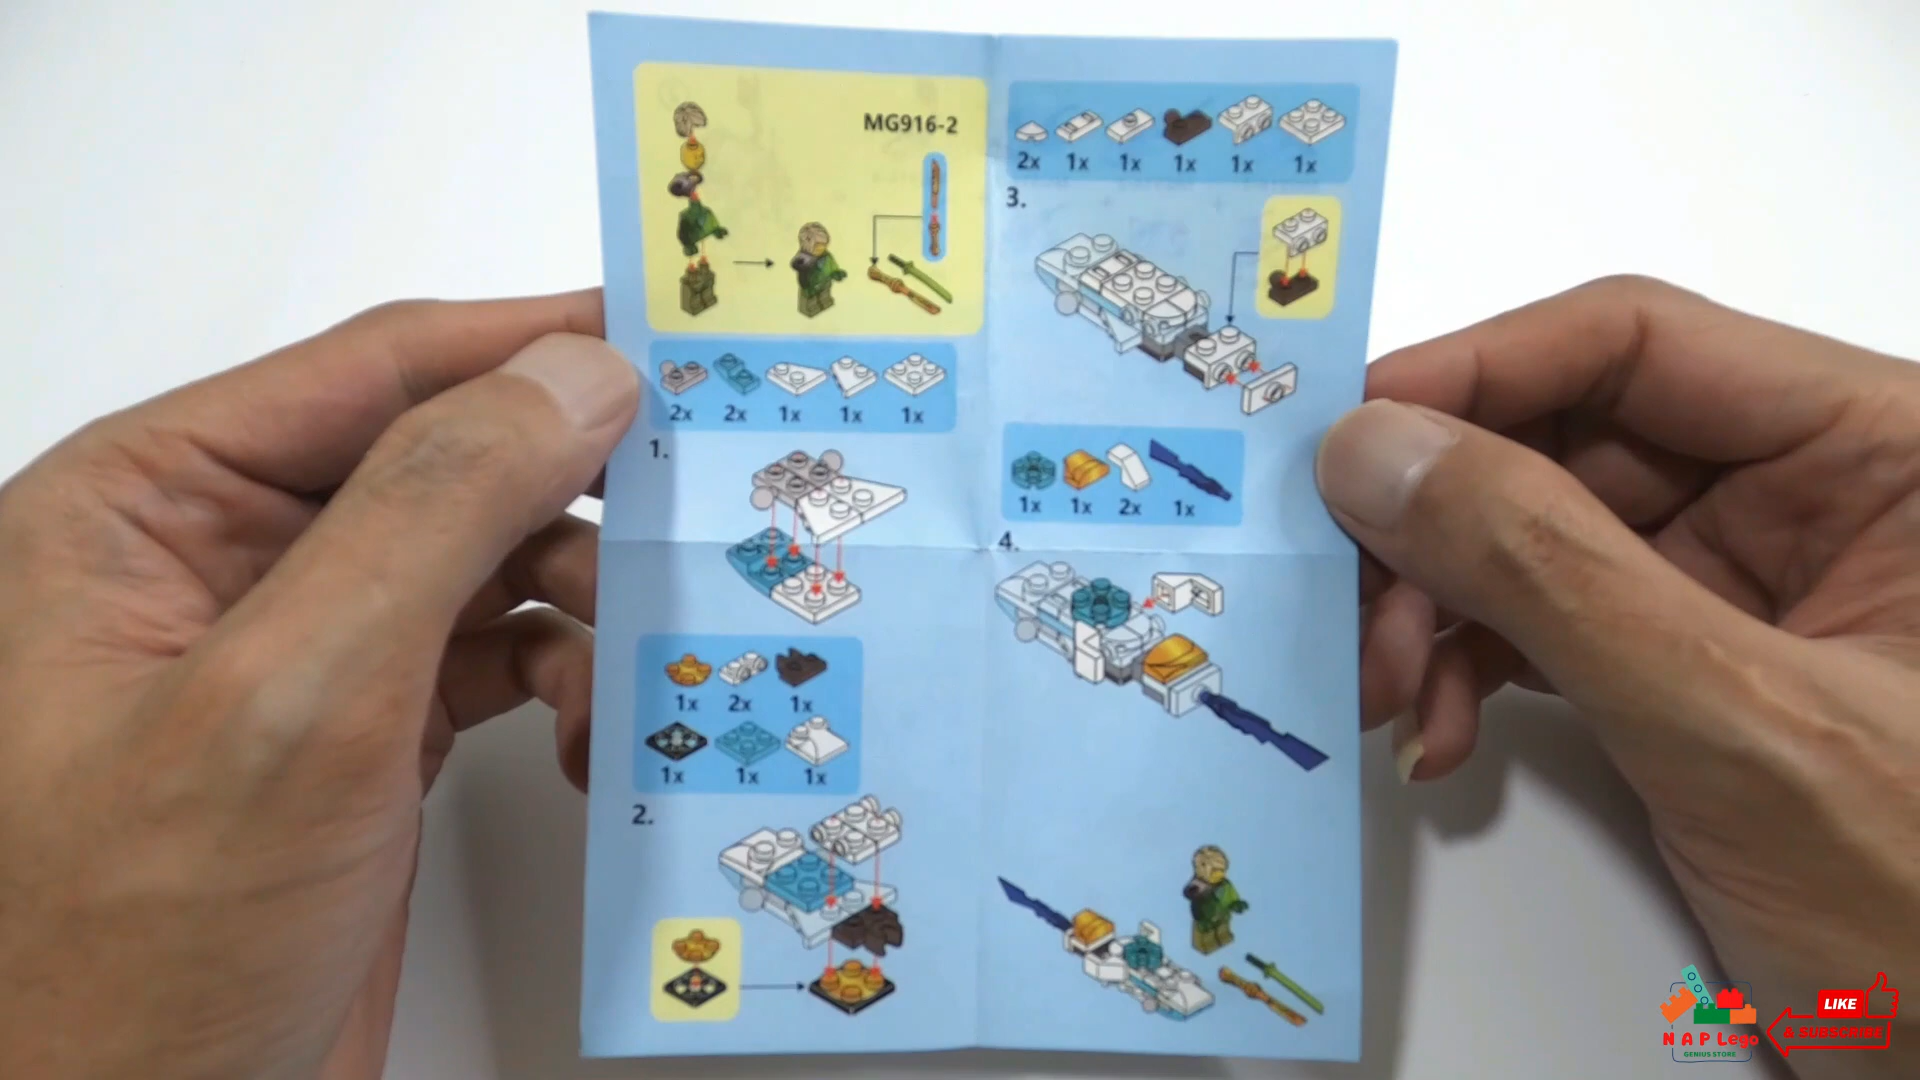 MG916-2
2x 2x 1x 1x 1x
1.
1x 2x 1x
1x 1x 1x
2.
2x 1x 1x 1x 1x 1x
3.
1x 1x 2x 1x
4.
N A P Lego
GENIUS STORE
LIKE
& SUBSCRIBE